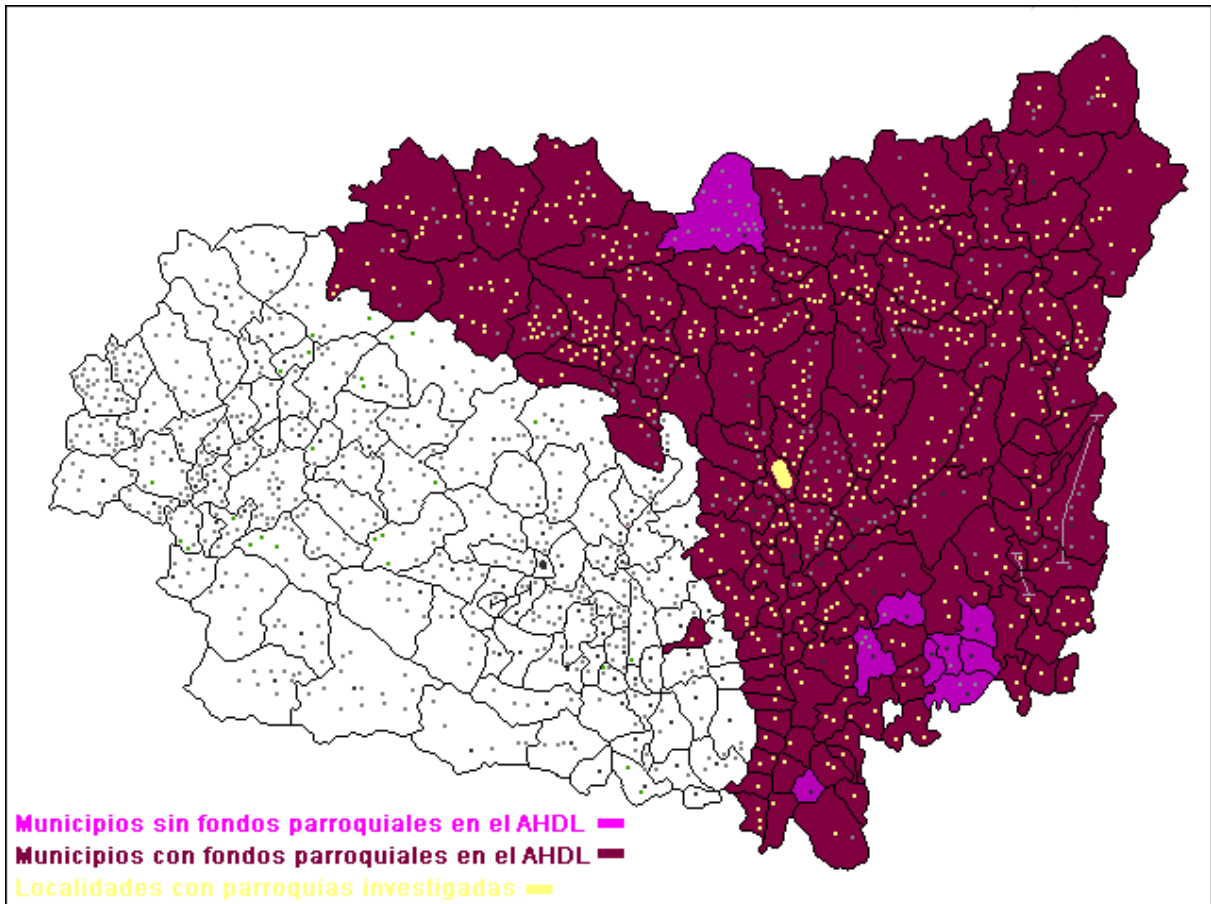 Municipios sin fondos parroquiales en el AHDL
Municipios con fondos parroquiales en el AHDL
Localidades con parroquias investigadas